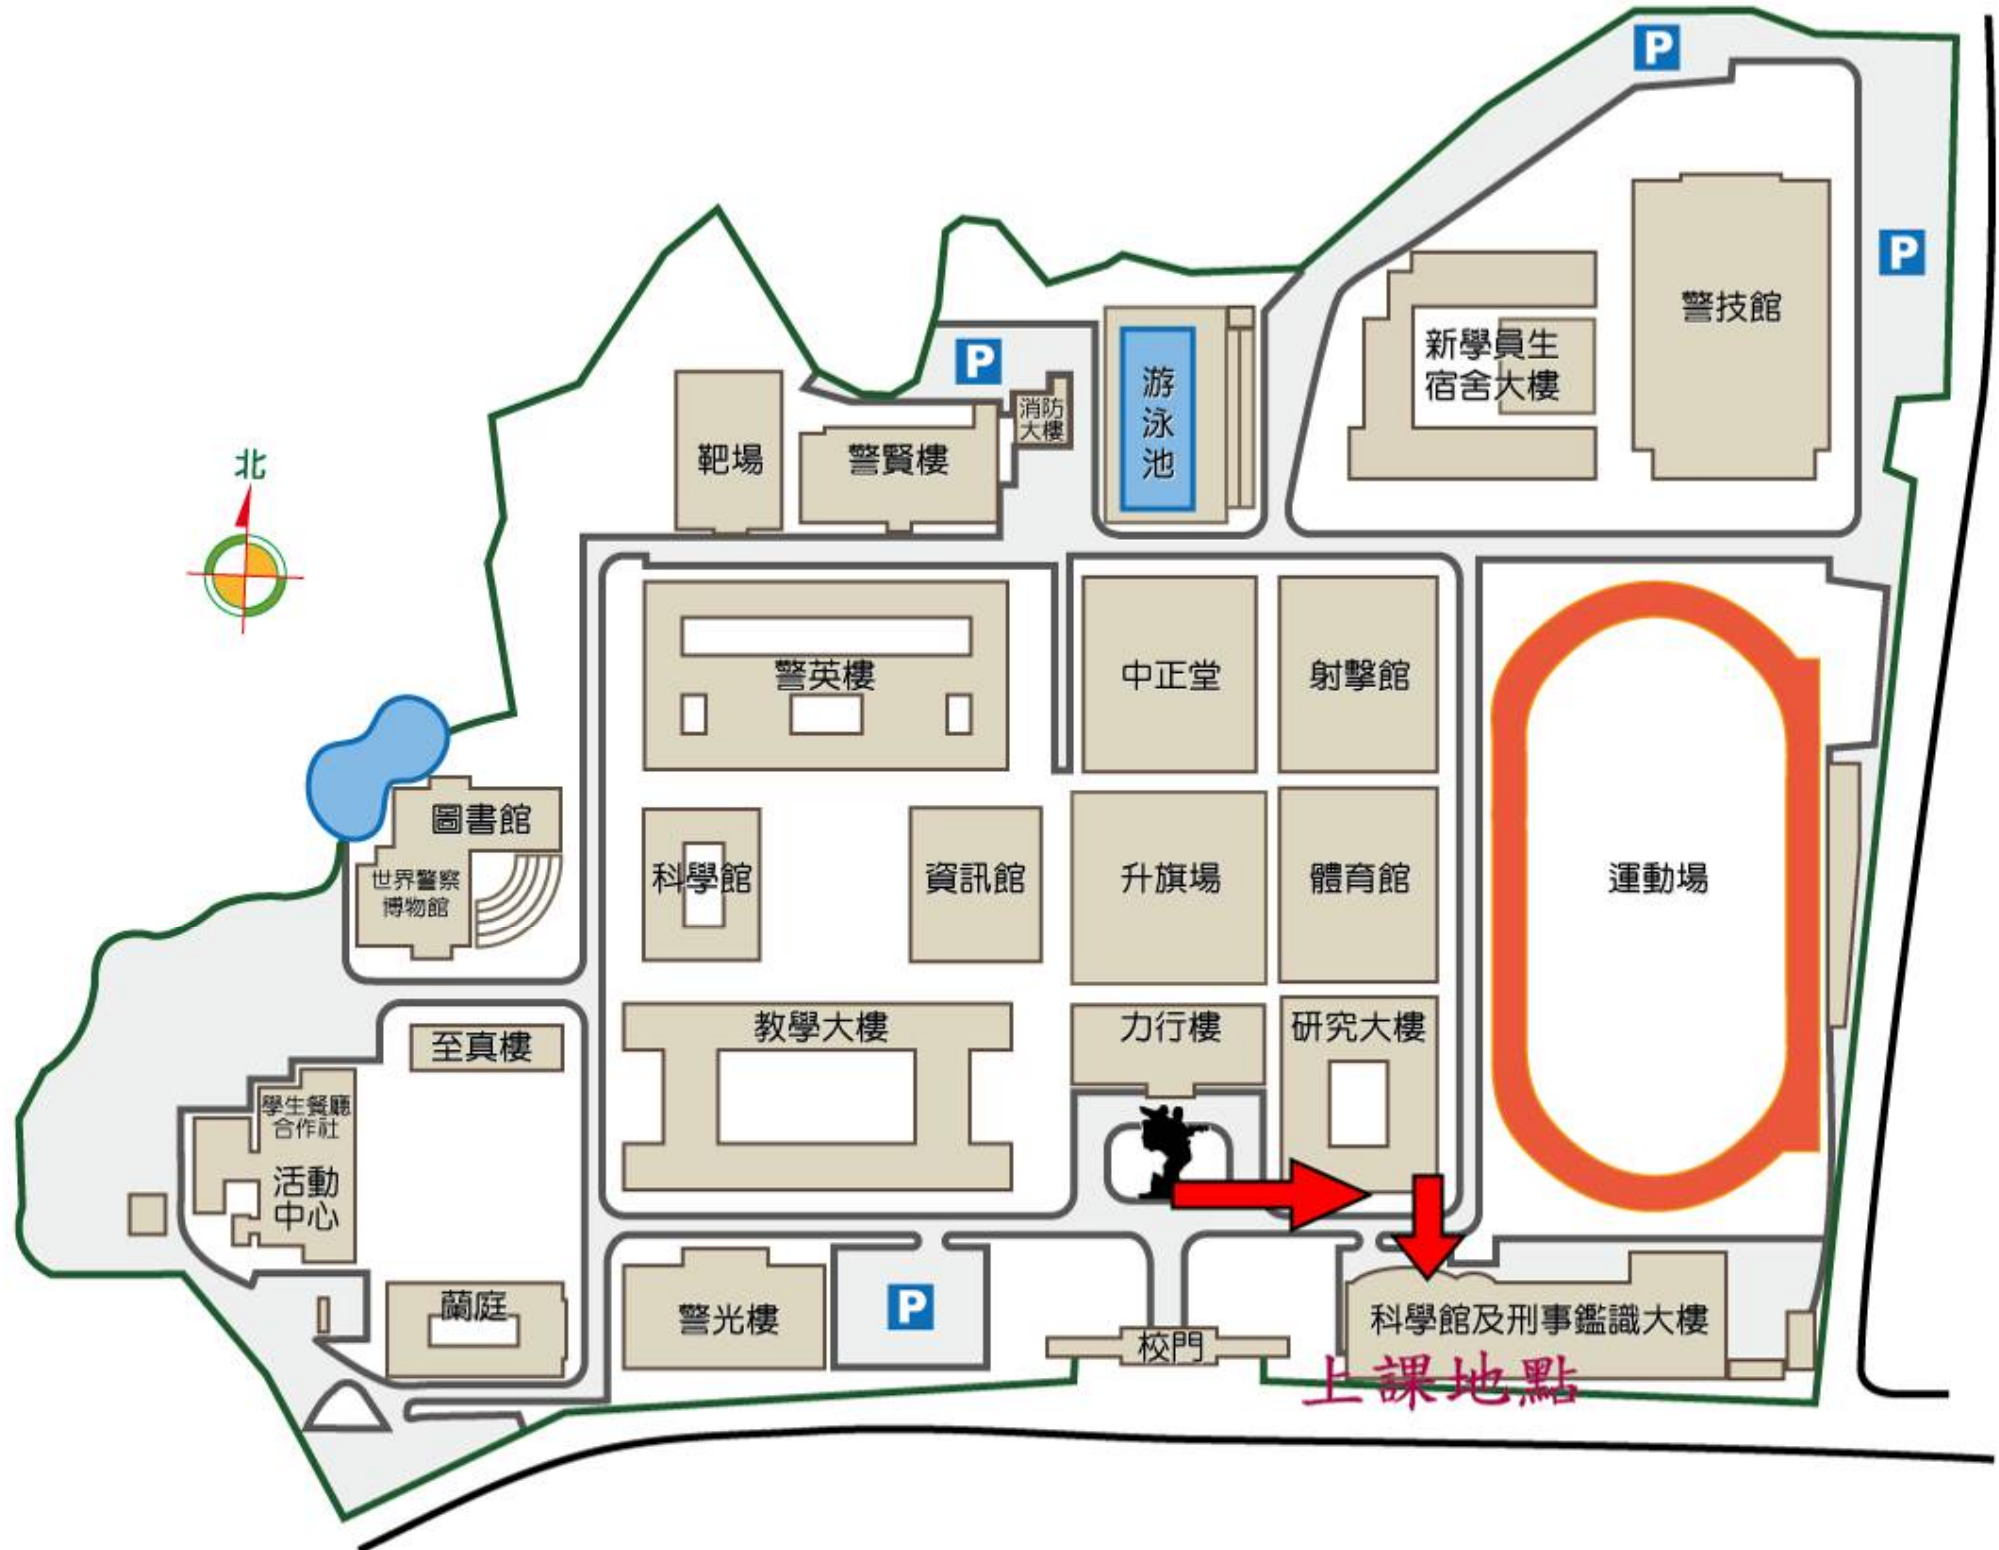 P
P
警技館
新學員生
宿舍大樓
P
游泳池
消防
大樓
靶場
警賢樓
北
警英樓
中正堂
射擊館
圖書館
世界警察
博物館
科學館
資訊館
升旗場
體育館
運動場
教學大樓
力行樓
研究大樓
至真樓
學生餐廳
合作社
活動
中心
蘭庭
警光樓
P
校門
科學館及刑事鑑識大樓
上課地點